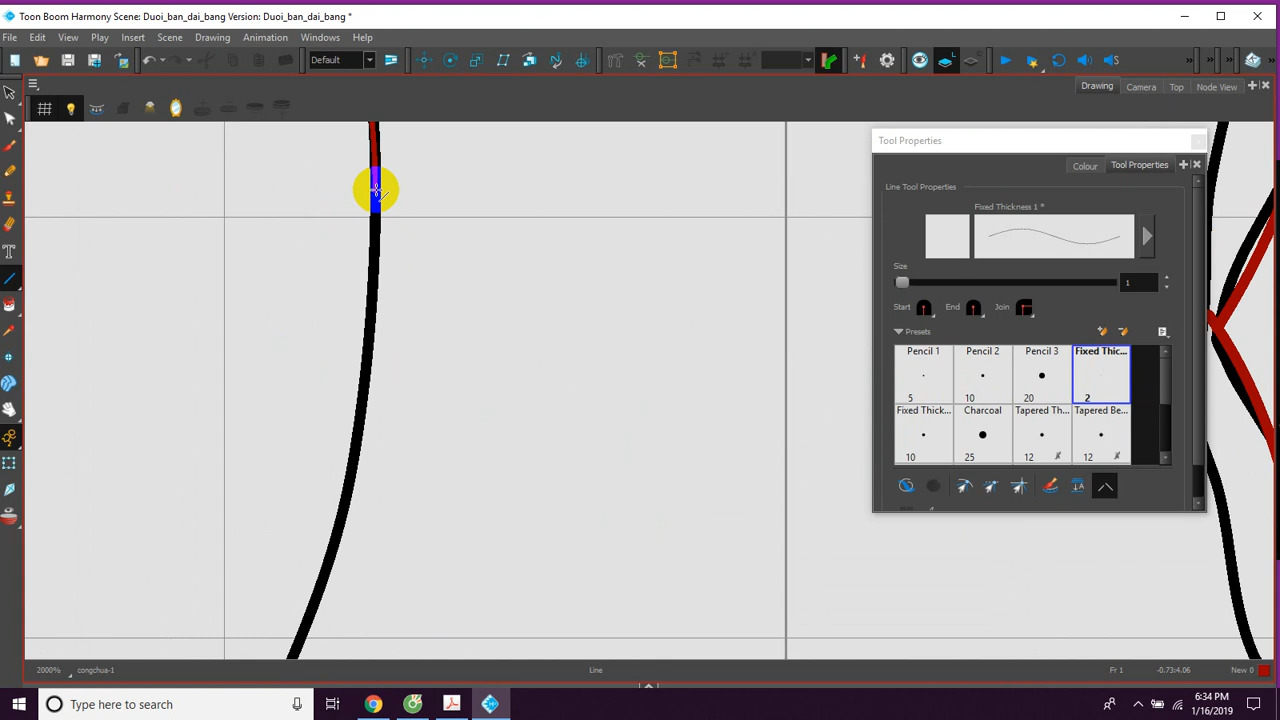 Toon Boom Harmony Scene: Duoi_ban_dai_bang Version: Duoi_ban_dai_bang *
File Edit View Play Insert Scene Drawing Animation Windows Help
Default
Drawing Camera Top Node View
Tool Properties
Colour Tool Properties
Line Tool Properties
Fixed Thickness 1 *
Size
1
Start End Join
Presets
Pencil 1 Pencil 2 Pencil 3 Fixed Thic...
5 10 20 2
Fixed Thick... Charcoal Tapered Th... Tapered Be...
10 25 12 12
2000% congchua-1 Line Fr 1 -0.73:4.06 New 0
Type here to search
6:34 PM
1/16/2019